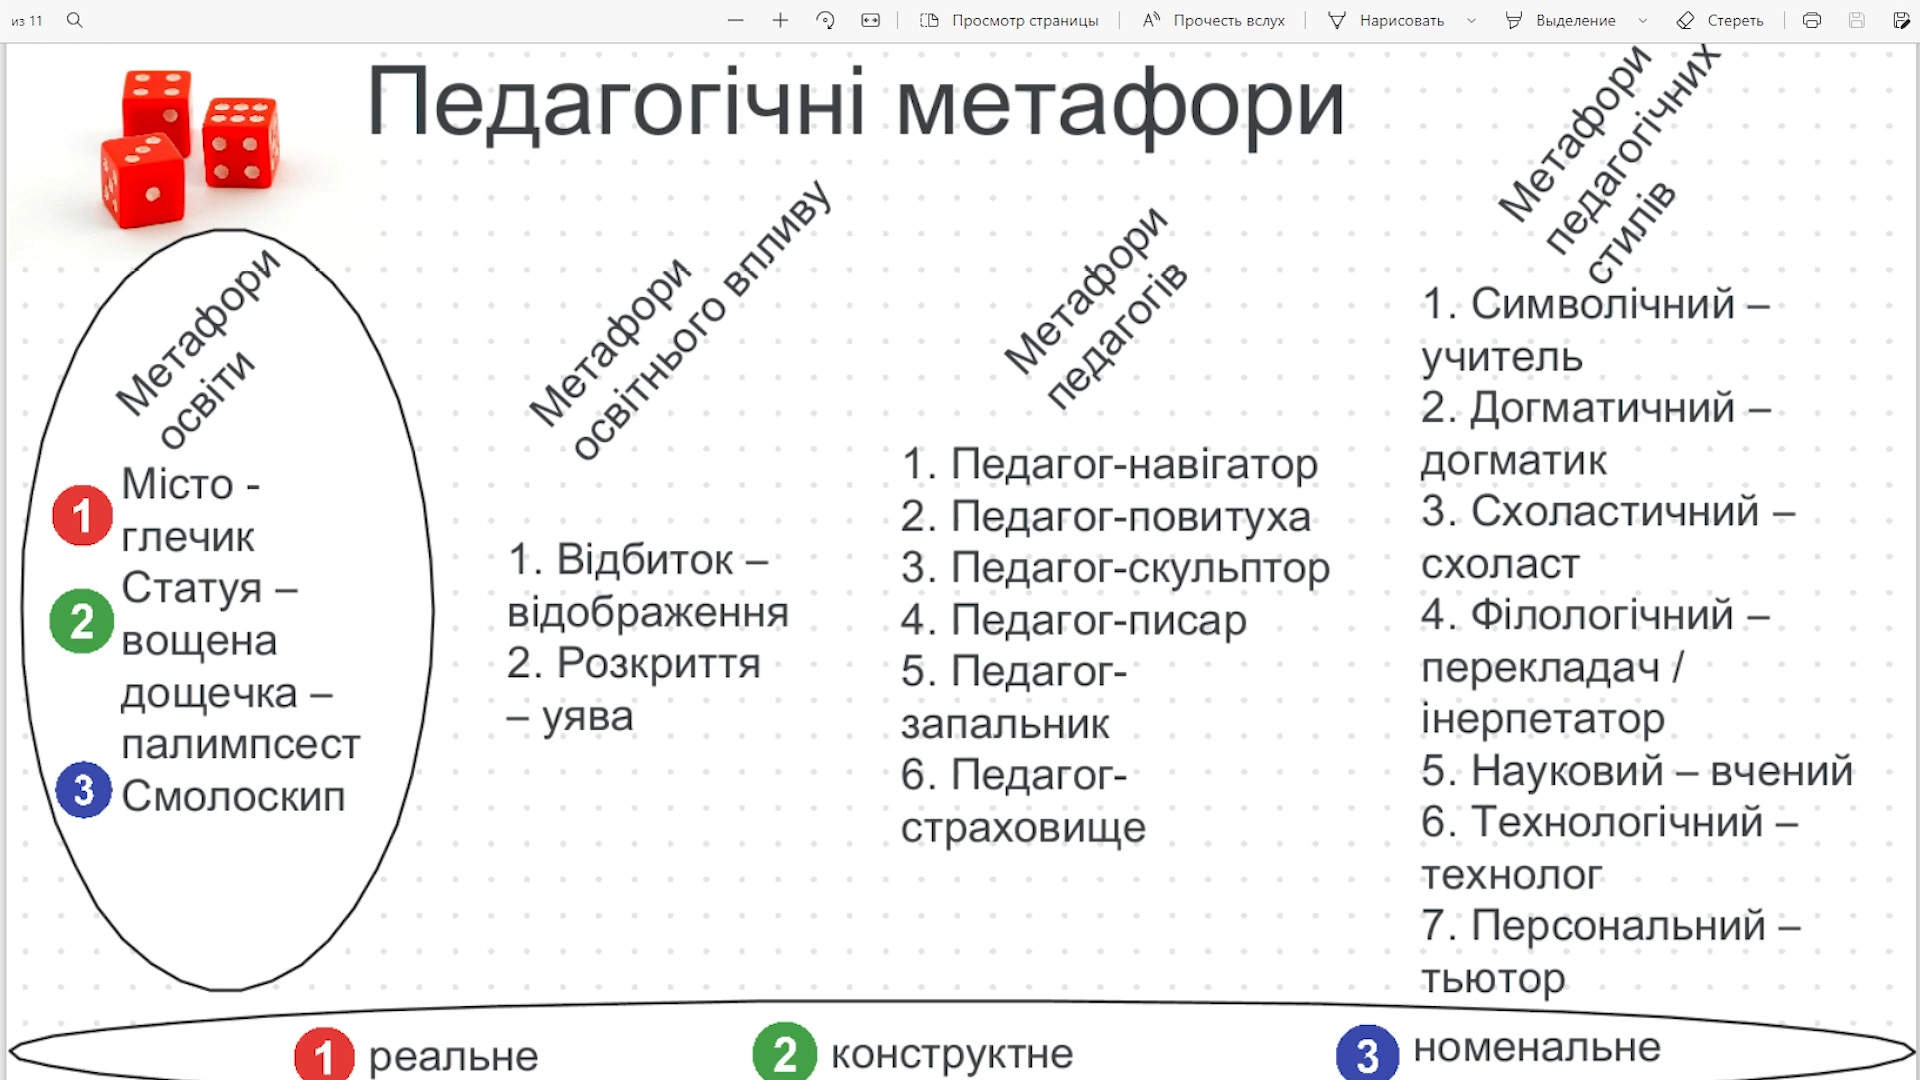 из 11
Просмотр страницы
Прочесть вслух
Нарисовать
Выделение
Стереть
Педагогічні метафори
Метафори
освіти
1
Місто -
глечик
2
Статуя –
вощена
дощечка –
палимпсест
3
Смолоскип
Метафори
освітнього впливу
1. Відбиток –
відображення
2. Розкриття
– уява
Метафори
педагогів
1. Педагог-навігатор
2. Педагог-повитуха
3. Педагог-скульптор
4. Педагог-писар
5. Педагог-
запальник
6. Педагог-
страховище
Метафори
педагогічних
стилів
1. Символічний –
учитель
2. Догматичний –
догматик
3. Схоластичний –
схоласт
4. Філологічний –
перекладач /
інерпетатор
5. Науковий – вчений
6. Технологічний –
технолог
7. Персональний –
тьютор
1 реальне
2 конструктне
3 номенальне